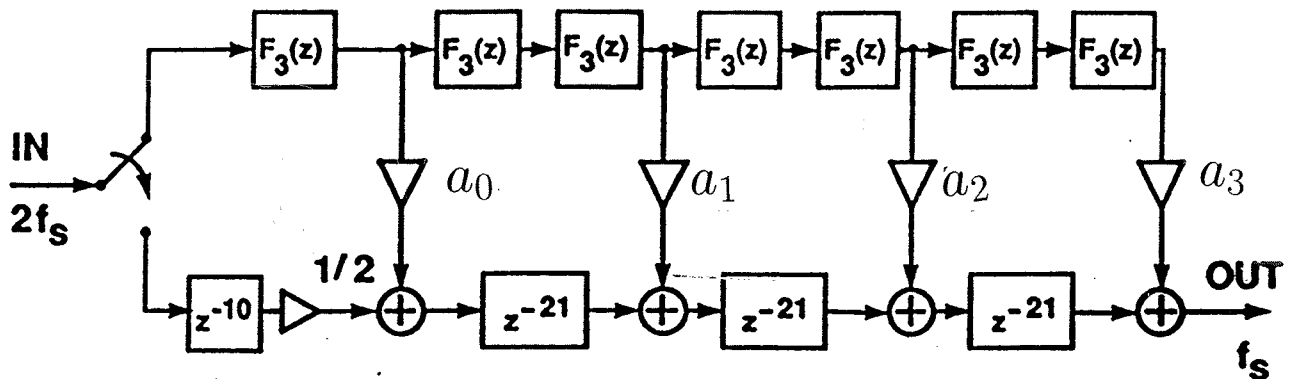 F₃(z) F₃(z) F₃(z) F₃(z) F₃(z) F₃(z) F₃(z)
IN
2fₛ
a₀ a₁ a₂ a₃
1/2
z⁻¹⁰ z⁻²¹ z⁻²¹ z⁻²¹
OUT
fₛ